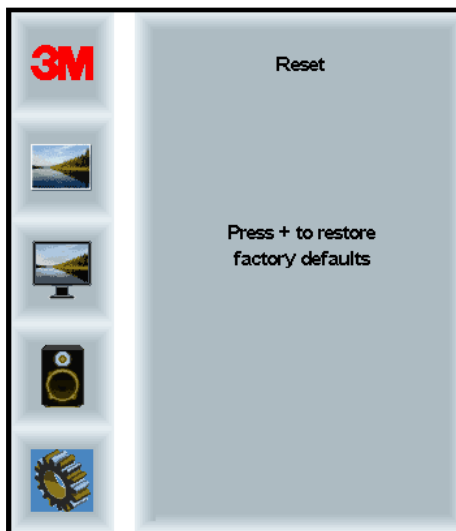 3M
Reset
Press + to restore
factory defaults